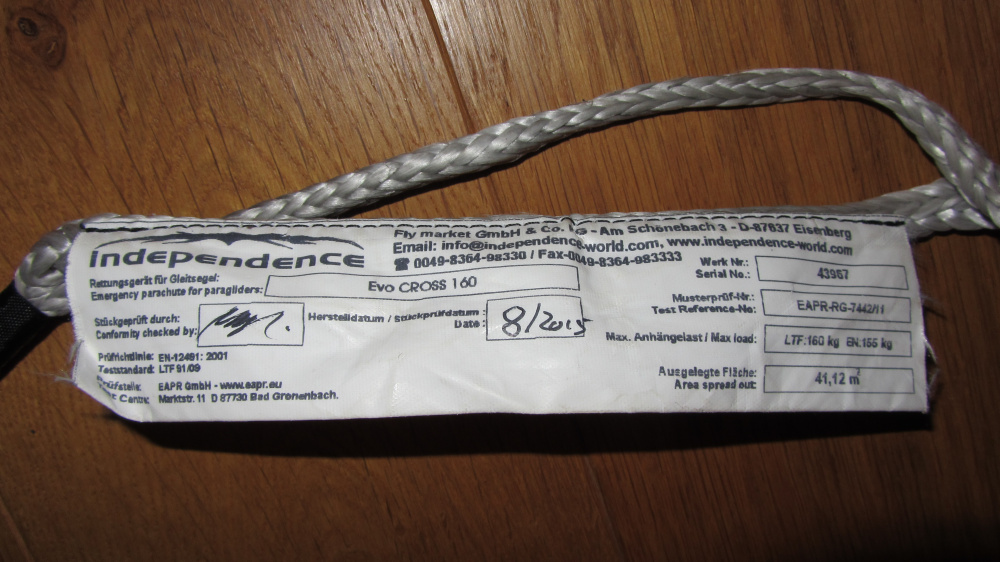 independence
Fly market GmbH & Co. KG - Am Schönebach 3 - D-87637 Eisenberg
Email: info@independence-world.com, www.independence-world.com
☎ 0049-8364-98330 / Fax-0049-8364-983333
Rettungsgerät für Gleitsegel:
Emergency parachute for paragliders:
Evo CROSS 160
Stückgeprüft durch:
Conformity checked by:
Herstelldatum / Stückprüfdatum :
Date :
8/2015
Prüfrichtlinie: EN-12491: 2001
Teststandard: LTF 91/09
Prüfstelle: EAPR GmbH - www.eapr.eu
Centre: Marktstr. 11 D 87730 Bad Grönenbach.
Werk Nr.:
Serial No.:
43967
Musterprüf-Nr.:
Test Reference-No:
EAPR-RG-7442/11
Max. Anhängelast / Max load:
LTF:160 kg EN:155 kg
Ausgelegte Fläche:
Area spread out:
41,12 m²